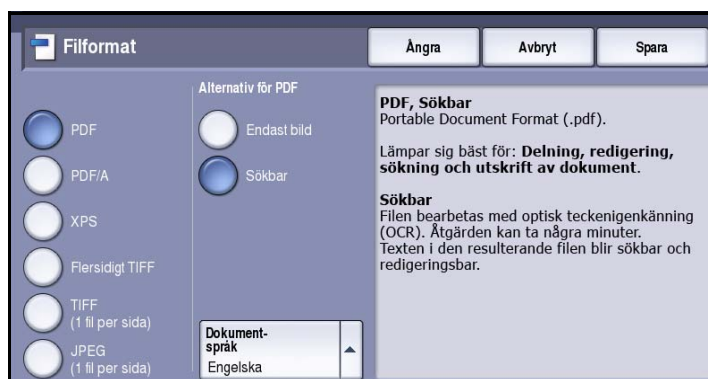 Filformat
Ångra
Avbryt
Spara
PDF
PDF/A
XPS
Flersidigt TIFF
TIFF
(1 fil per sida)
JPEG
(1 fil per sida)
Alternativ för PDF
Endast bild
Sökbar
Dokument-
språk
Engelska
PDF, Sökbar
Portable Document Format (.pdf).
Lämpar sig bäst för: Delning, redigering,
sökning och utskrift av dokument.
Sökbar
Filen bearbetas med optisk teckenigenkänning
(OCR). Åtgärden kan ta några minuter.
Texten i den resulterande filen blir sökbar och
redigeringsbar.